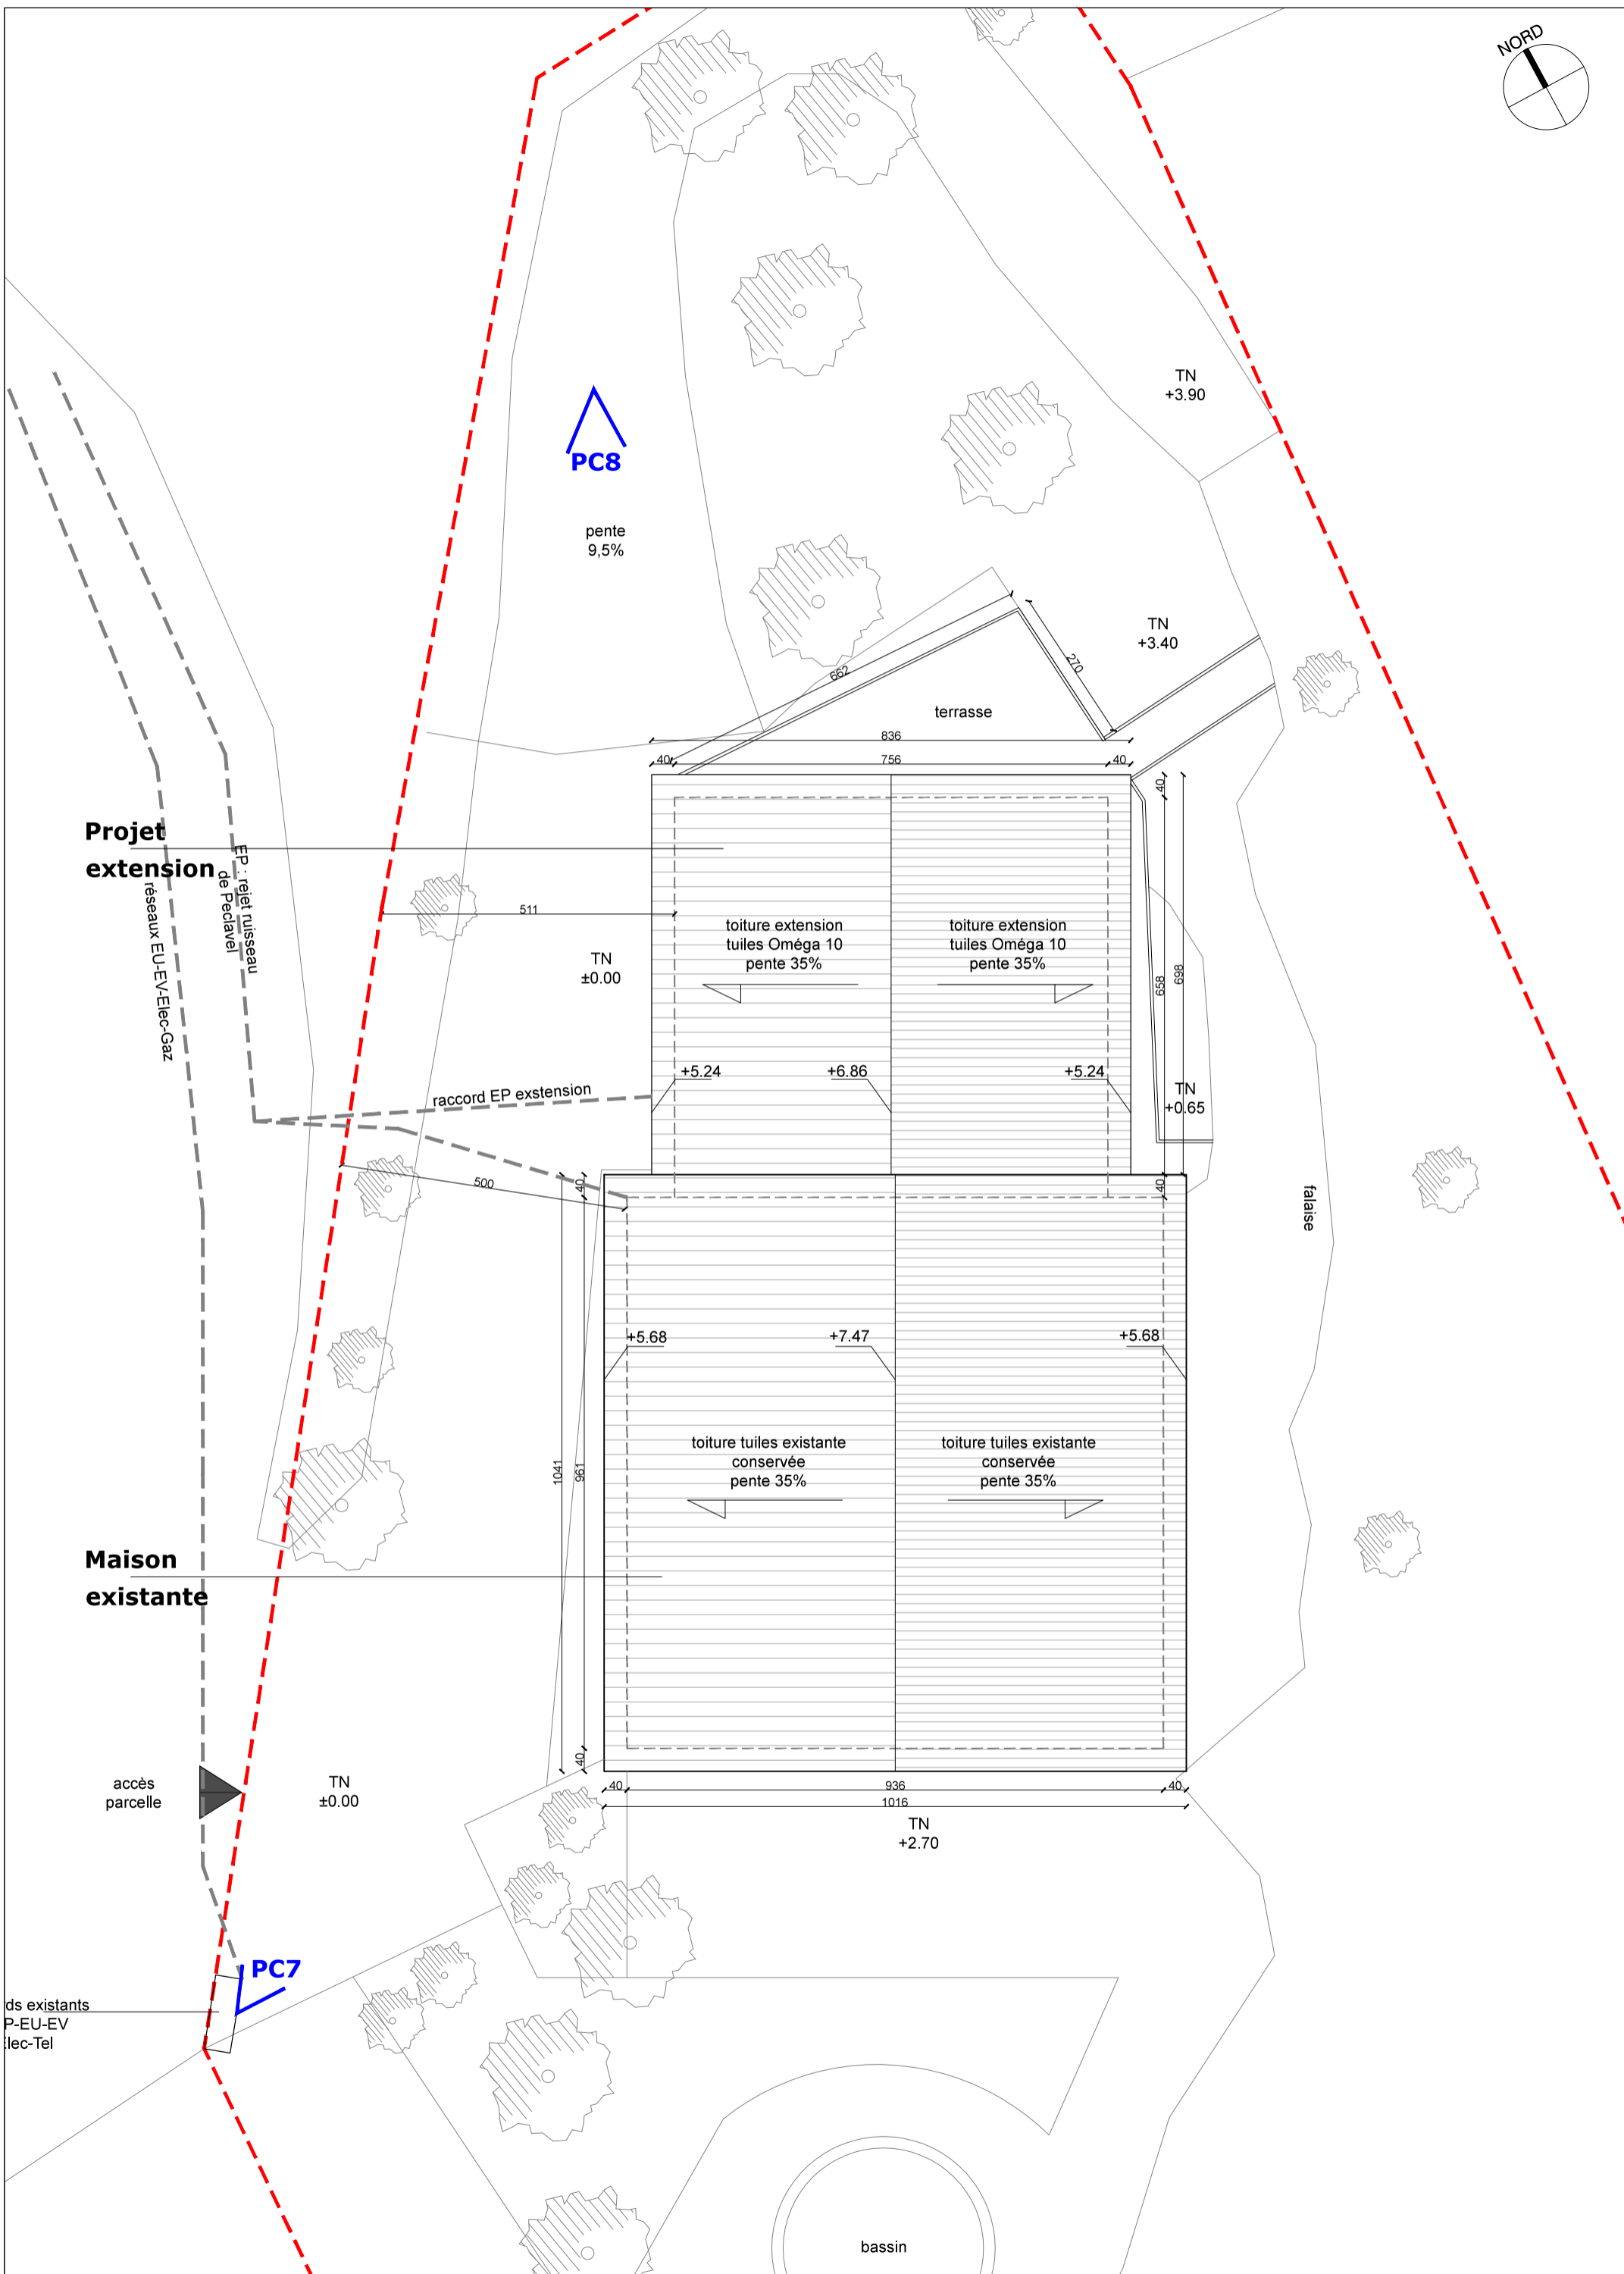 NORD
TN
+3.90
PC8
pente
9,5%
TN
+3.40
662
270
terrasse
836
40
756
40
40
Projet
extension
EP : rejet ruisseau
de Peclavel
réseaux EU-EV-Elec-Gaz
511
toiture extension
tuiles Oméga 10
pente 35%
toiture extension
tuiles Oméga 10
pente 35%
TN
±0.00
658
698
+5.24
+6.86
+5.24
TN
+0.65
raccord EP exstension
500
40
40
falaise
+5.68
+7.47
+5.68
toiture tuiles existante
conservée
pente 35%
toiture tuiles existante
conservée
pente 35%
1041
961
Maison
existante
40
accès
parcelle
TN
±0.00
40
936
40
1016
TN
+2.70
PC7
ds existants
P-EU-EV
Elec-Tel
bassin